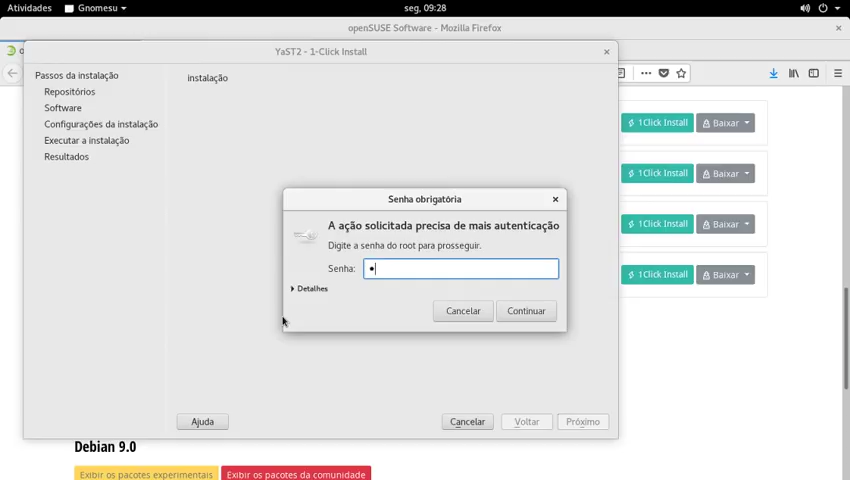 Atividades
Gnomesu
seg, 09:28
openSUSE Software - Mozilla Firefox
YaST2 - 1-Click Install
Passos da instalação
Repositórios
Software
Configurações da instalação
Executar a instalação
Resultados
instalação
Senha obrigatória
A ação solicitada precisa de mais autenticação
Digite a senha do root para prosseguir.
Senha: •
Detalhes
Cancelar
Continuar
Ajuda
Cancelar
Voltar
Próximo
1Click Install
Baixar
1Click Install
Baixar
1Click Install
Baixar
1Click Install
Baixar
Debian 9.0
Exibir os pacotes experimentais
Exibir os pacotes da comunidade